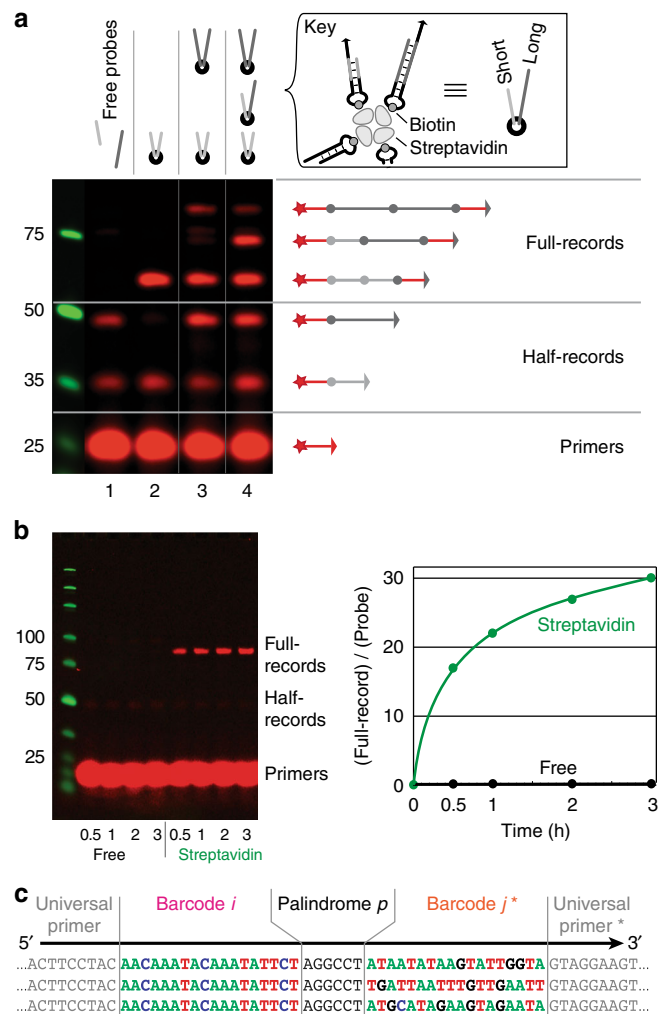 a
Free probes
Key
Biotin
Streptavidin
≡
Short
Long
75
50
35
25
1 2 3 4
Full-records
Half-records
Primers
b
100
75
50
25
Full-
records
Half-
records
Primers
0.5 1 2 3 0.5 1 2 3
Free Streptavidin
(Full-record) / (Probe)
30
20
10
0
Streptavidin
Free
0 0.5 1 2 3
Time (h)
c
Universal primer Barcode i Palindrome p Barcode j* Universal primer *
5′ 3′
...ACTTCCTAC AACAAATACAAATATTCT AGGCCT ATAATATAAGTATTGGTA GTAGGAAGT...
...ACTTCCTAC AACAAATACAAATATTCT AGGCCT TGATTAATTTGTTGAATT GTAGGAAGT...
...ACTTCCTAC AACAAATACAAATATTCT AGGCCT ATGCATAGAAGTAGAATA GTAGGAAGT...